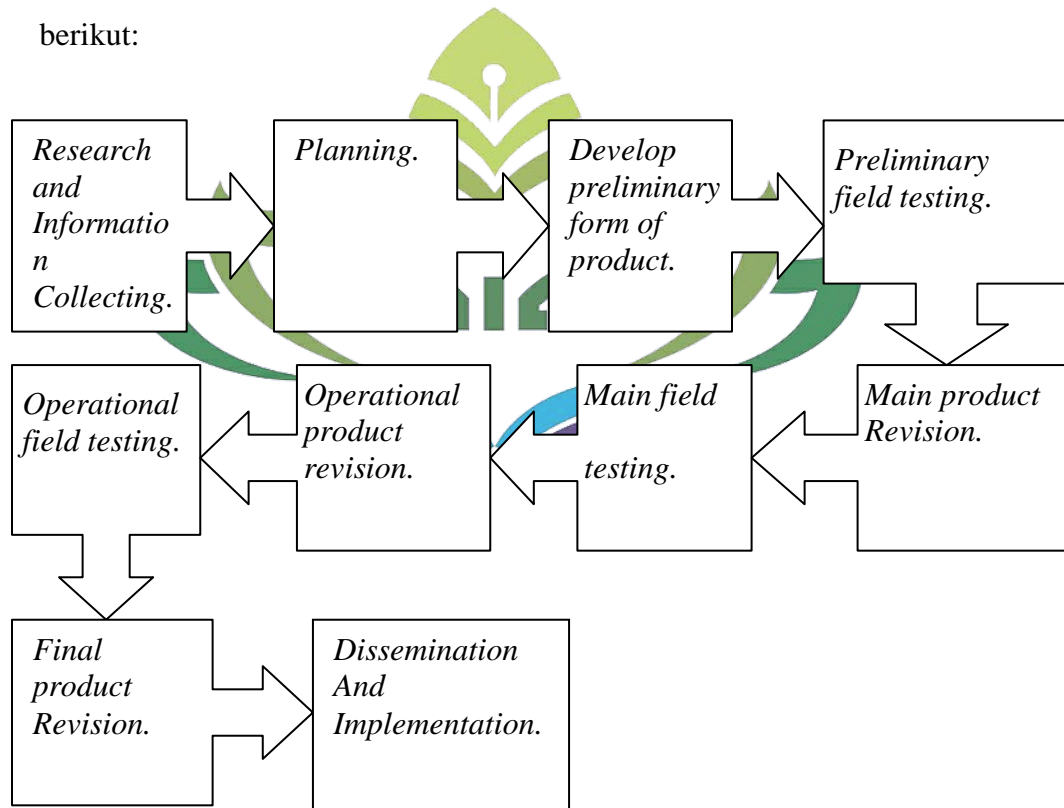 berikut:
Research
and
Informatio
n
Collecting.
Planning.
Develop
preliminary
form of
product.
Preliminary
field testing.
Main product
Revision.
Main field
testing.
Operational
product
revision.
Operational
field testing.
Final
product
Revision.
Dissemination
And
Implementation.